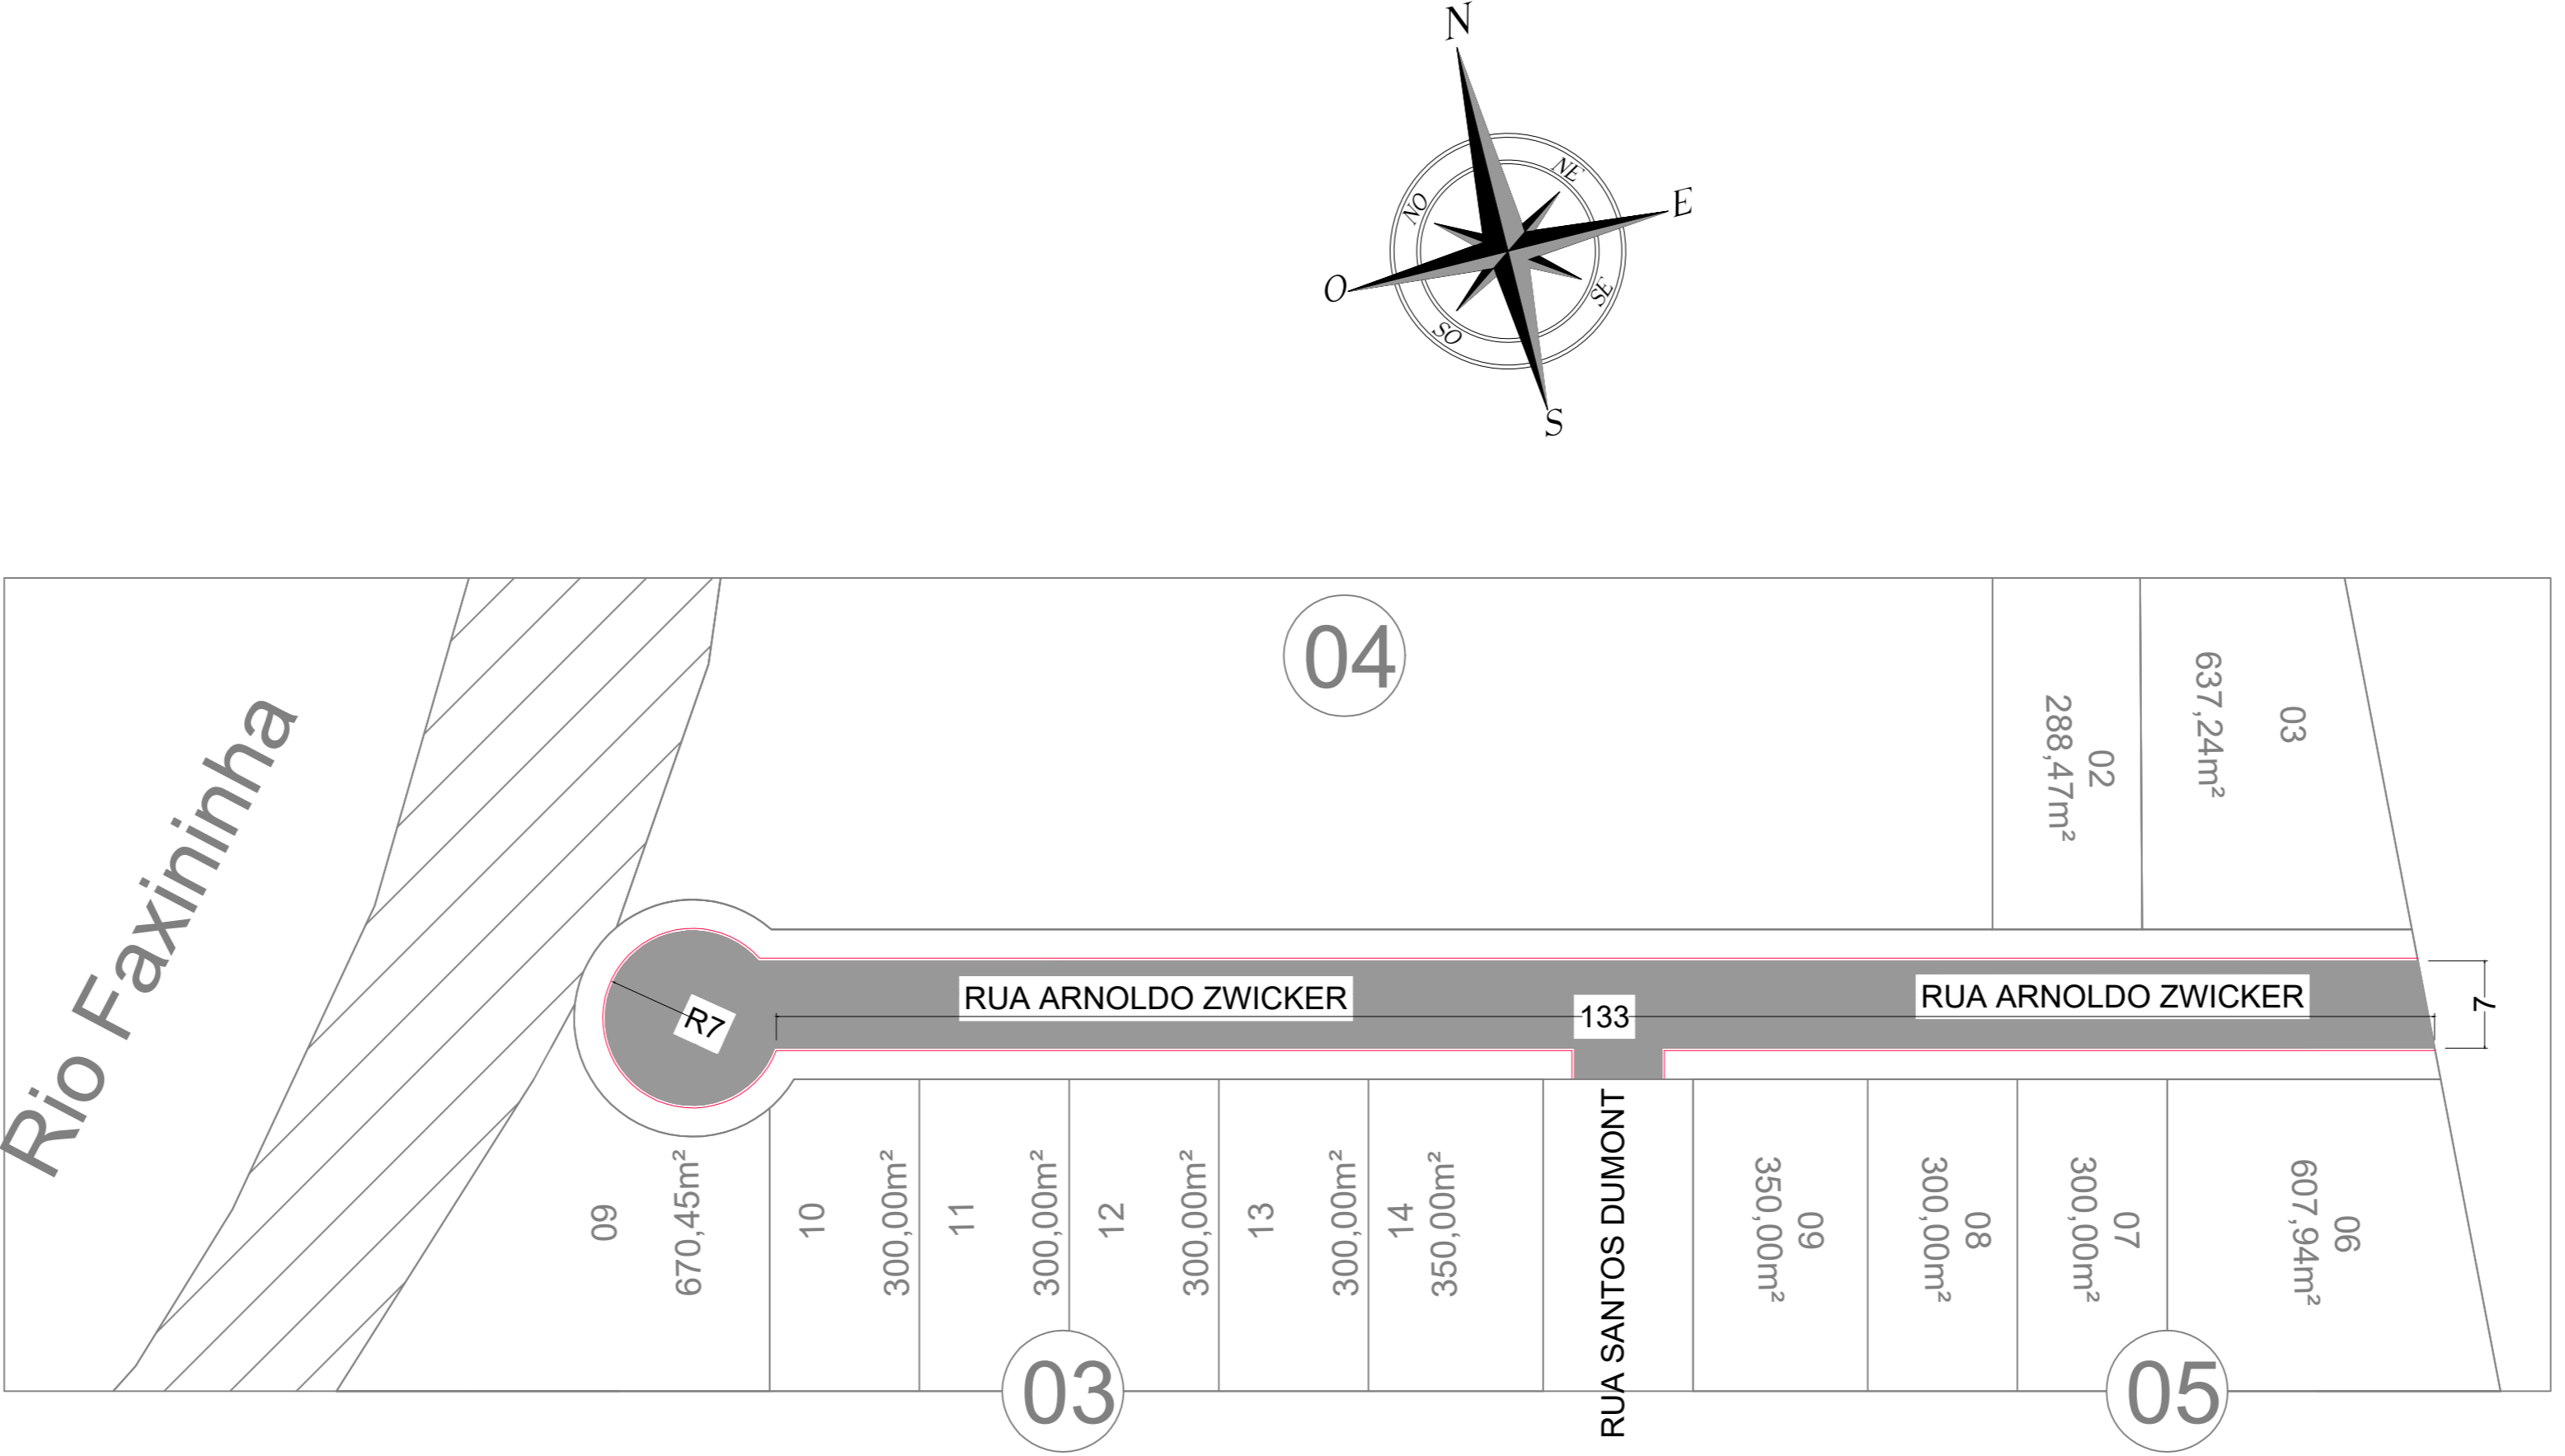 N
NE
E
SE
S
SO
O
NO
04
03
637,24m²
02
288,47m²
Rio Faxininha
RUA ARNOLDO ZWICKER
RUA ARNOLDO ZWICKER
R7
133
7
09
670,45m²
10
300,00m²
11
300,00m²
12
300,00m²
13
300,00m²
14
350,00m²
RUA SANTOS DUMONT
09
350,00m²
08
300,00m²
07
300,00m²
06
607,94m²
03
05